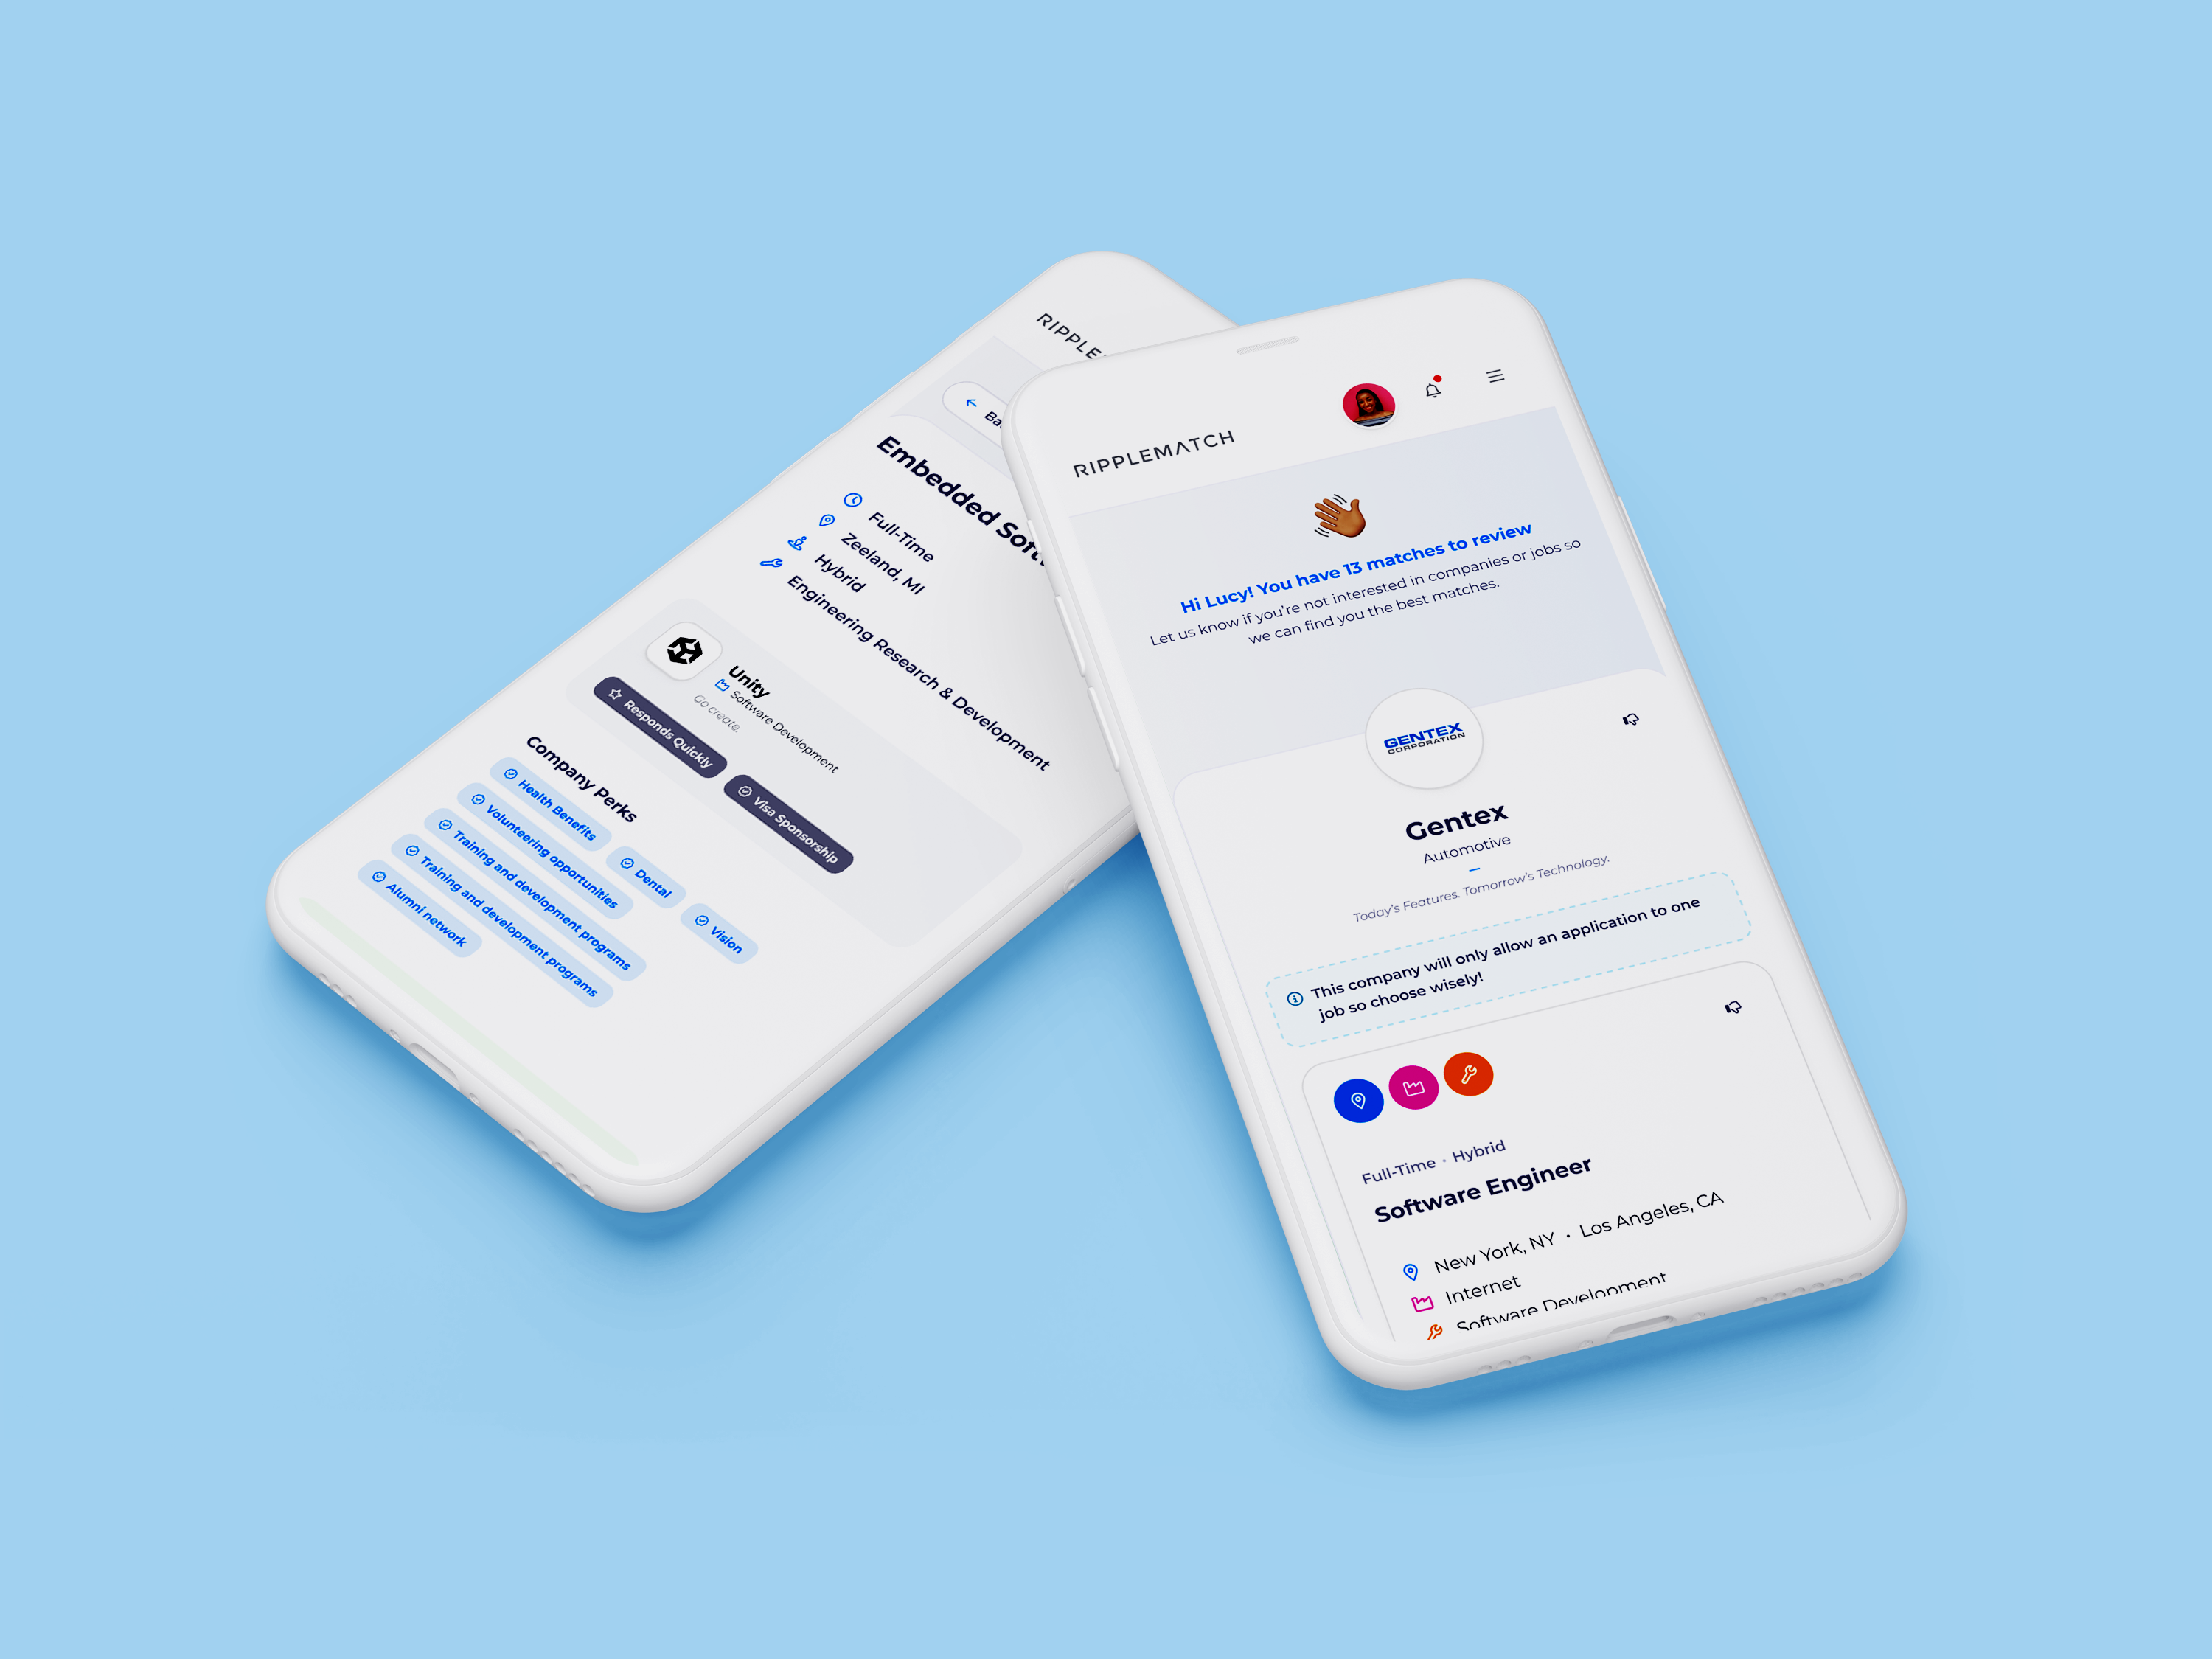 RIPPLE
Embedded
Full-Time
Zeeland, MI
Hybrid
Engineering Research & Development
Unity
Software Development
Go create.
Responds Quickly
Visa Sponsorship
Company Perks
Health Benefits
Dental
Vision
Volunteering opportunities
Training and development programs
Training and development programs
Alumni network
RIPPLEMATCH
Hi Lucy! You have 13 matches to review
Let us know if you’re not interested in companies or jobs so
we can find you the best matches.
GENTEX
CORPORATION
Gentex
Automotive
Today’s Features. Tomorrow’s Technology.
This company will only allow an application to one
job so choose wisely!
Full-Time • Hybrid
Software Engineer
New York, NY • Los Angeles, CA
Internet
Software Development